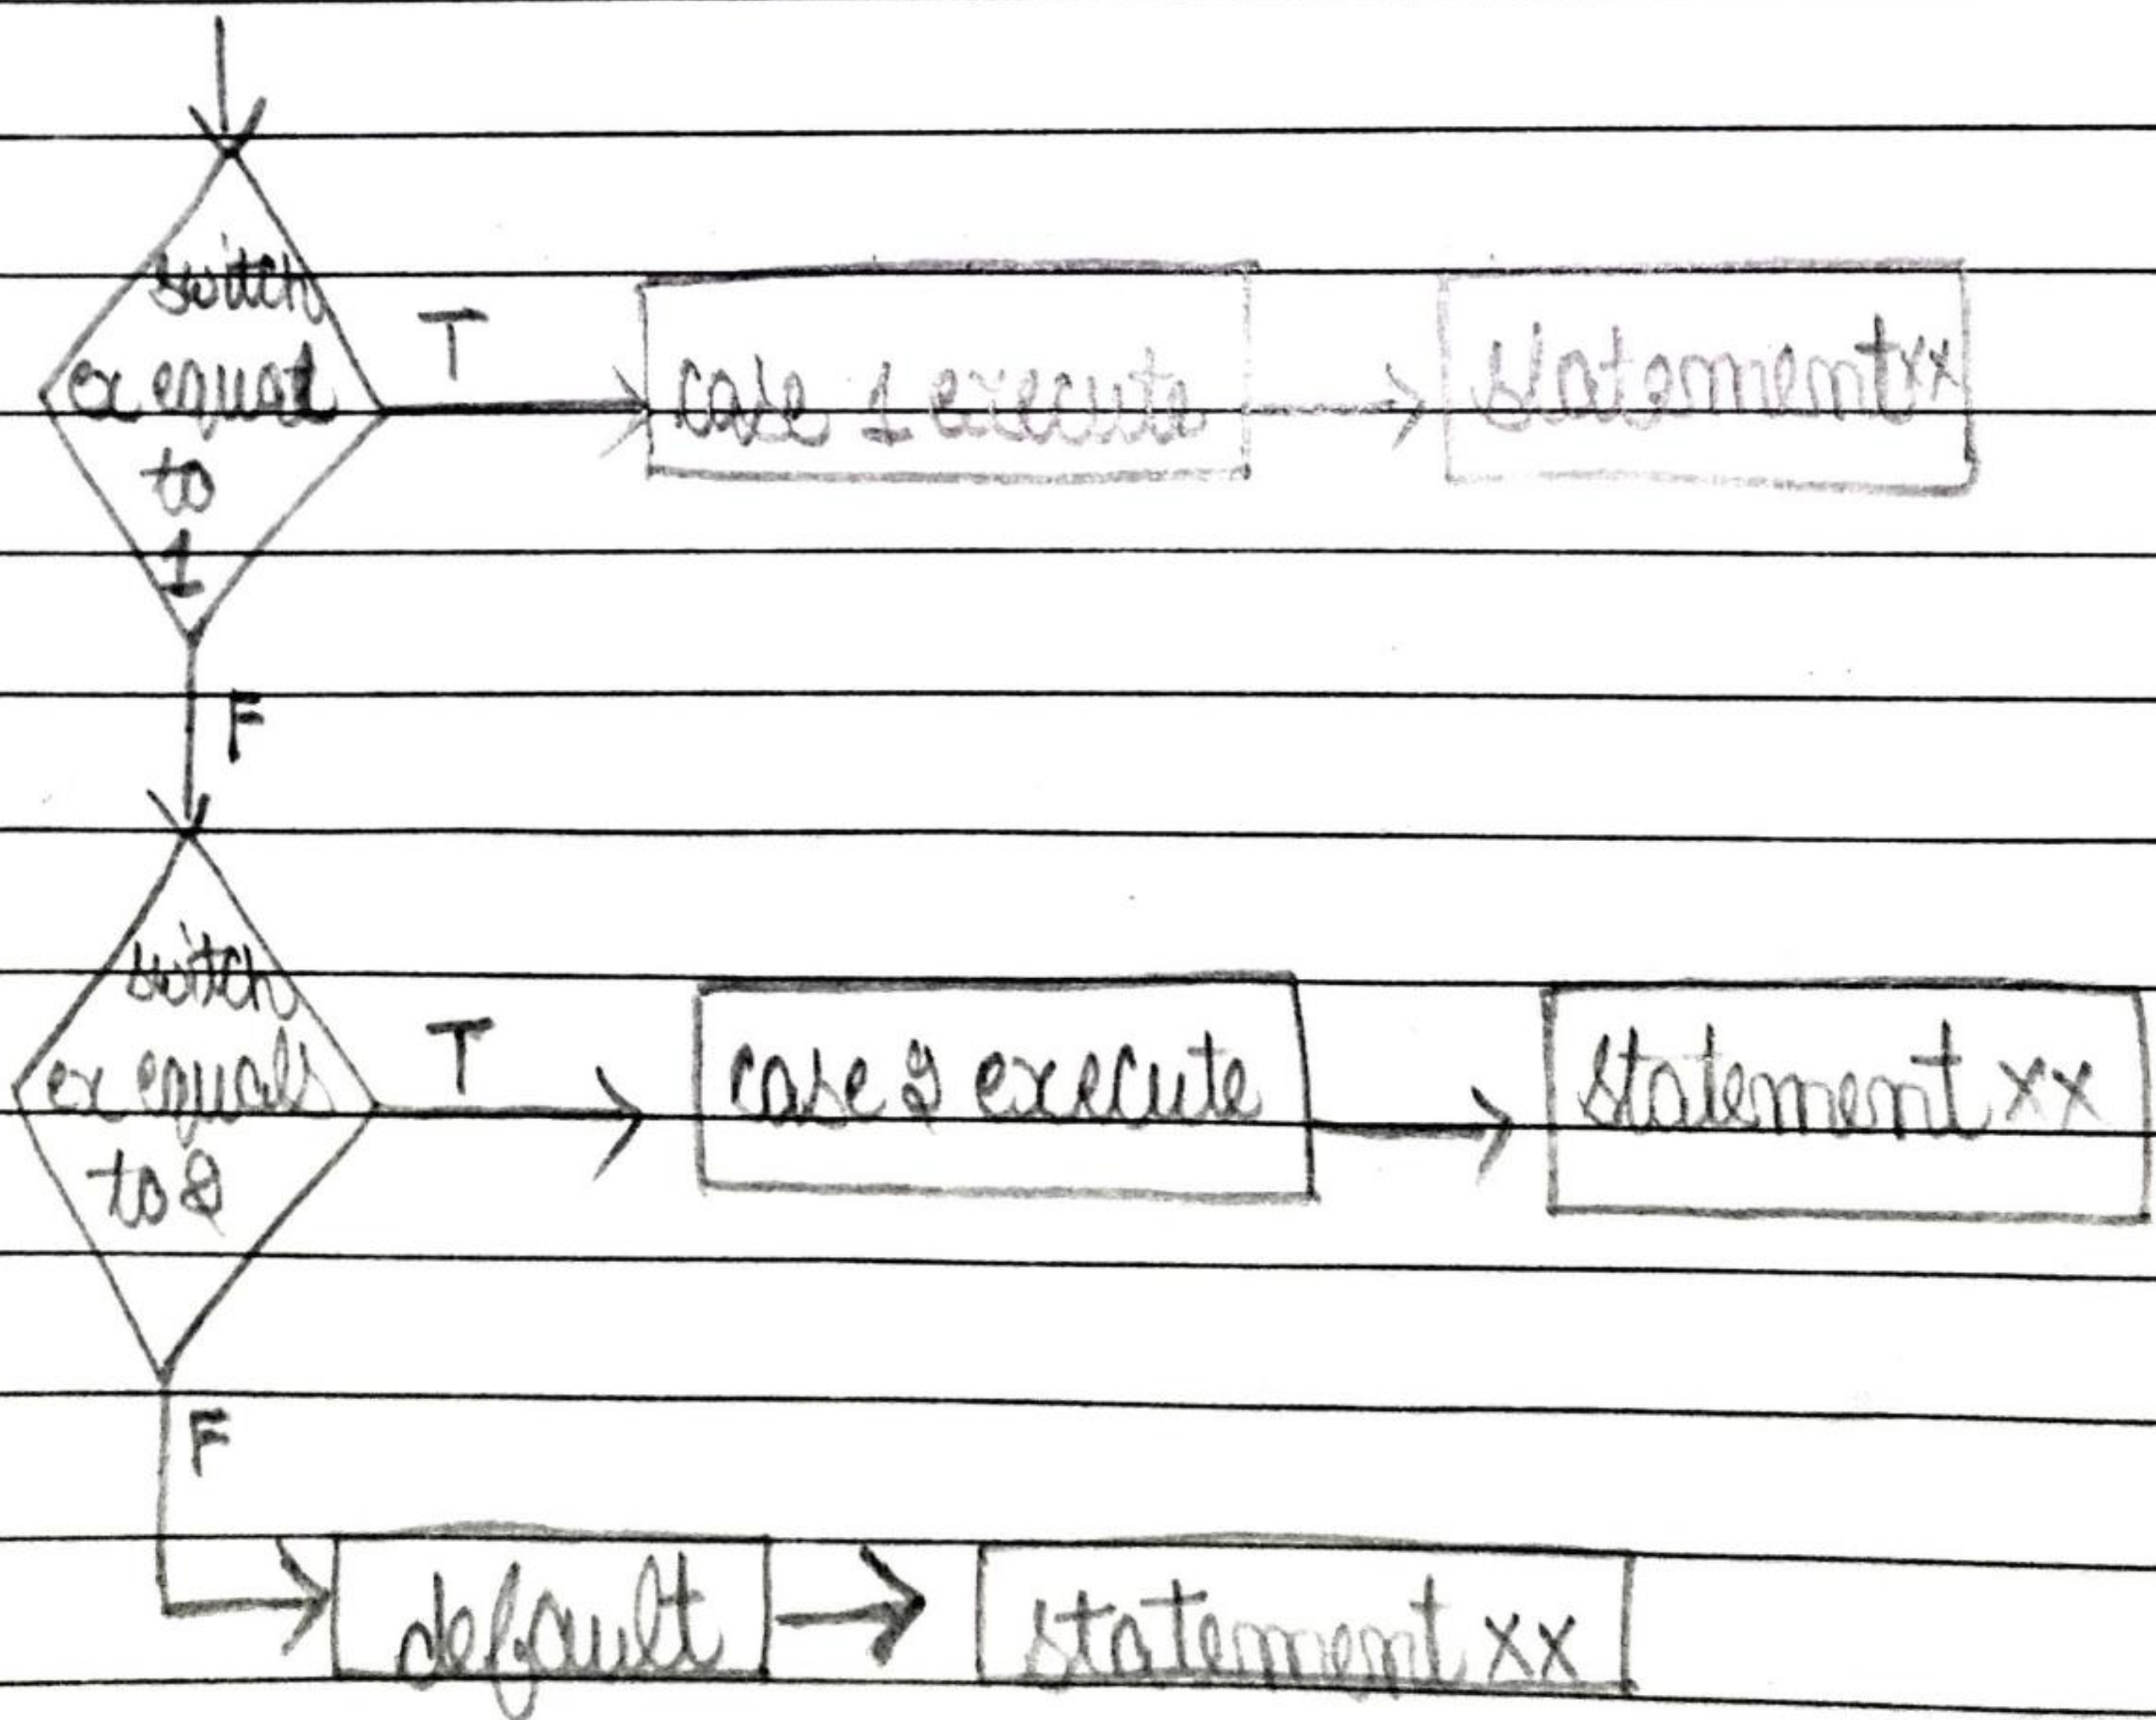 switch
ex equal
to
1
T
case 1 execute
statement xx
F
switch
ex equals
to 2
T
case 2 execute
statement xx
F
default
statement xx